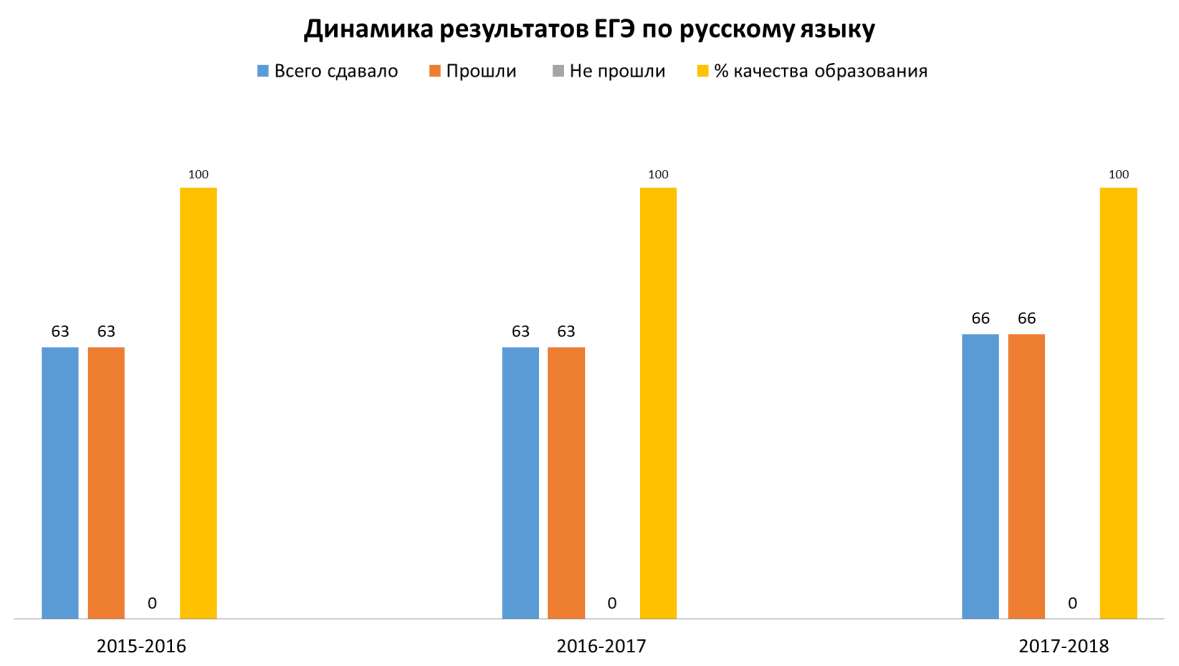 Динамика результатов ЕГЭ по русскому языку
Всего сдавало Прошли Не прошли % качества образования
100 100 100
63 63 63 63 66 66
0 0 0
2015-2016 2016-2017 2017-2018